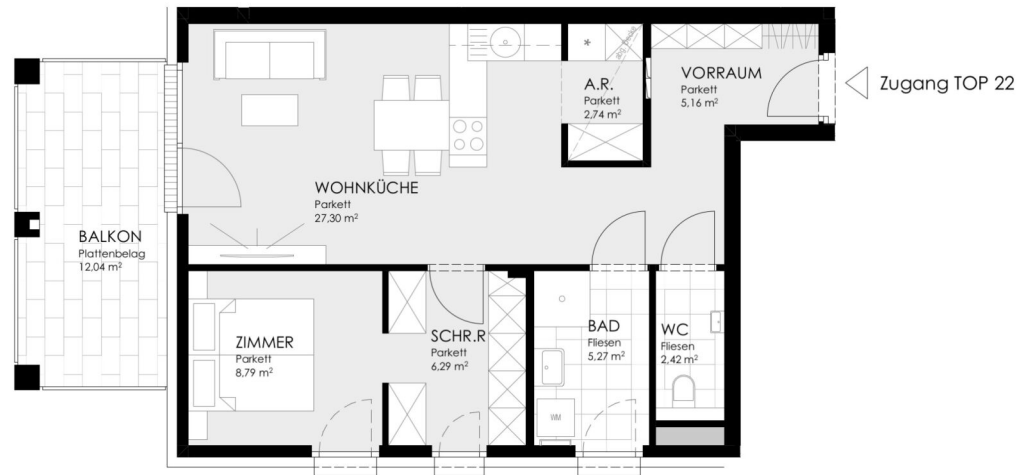 abg. Decke
*
A.R.
Parkett
2,74 m²
VORRAUM
Parkett
5,16 m²
Zugang TOP 22
WOHNKÜCHE
Parkett
27,30 m²
BALKON
Plattenbelag
12,04 m²
ZIMMER
Parkett
8,79 m²
SCHR.R
Parkett
6,29 m²
BAD
Fliesen
5,27 m²
WC
Fliesen
2,42 m²
WM